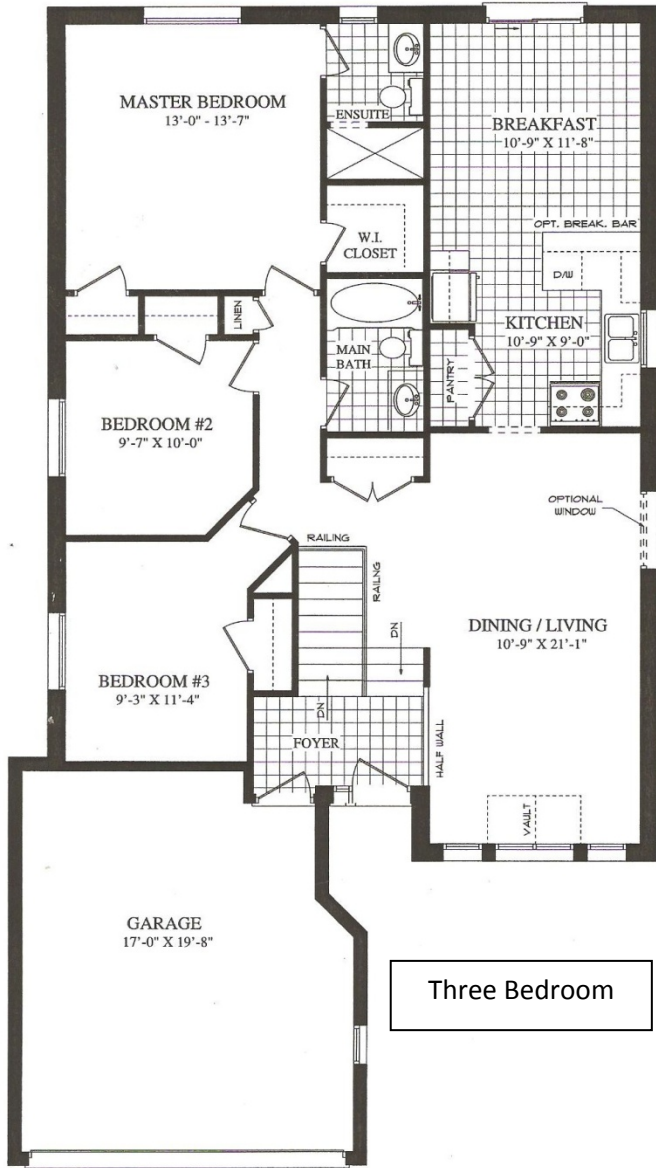 MASTER BEDROOM
13'-0" - 13'-7"
ENSUITE
BREAKFAST
10'-9" X 11'-8"
OPT. BREAK. BAR
D/W
W.I.
CLOSET
LINEN
KITCHEN
10'-9" X 9'-0"
MAIN
BATH
PANTRY
BEDROOM #2
9'-7" X 10'-0"
OPTIONAL
WINDOW
RAILING
RAILNG
DINING / LIVING
10'-9" X 21'-1"
DN
BEDROOM #3
9'-3" X 11'-4"
DN
FOYER
HALF WALL
VAULT
GARAGE
17'-0" X 19'-8"
Three Bedroom